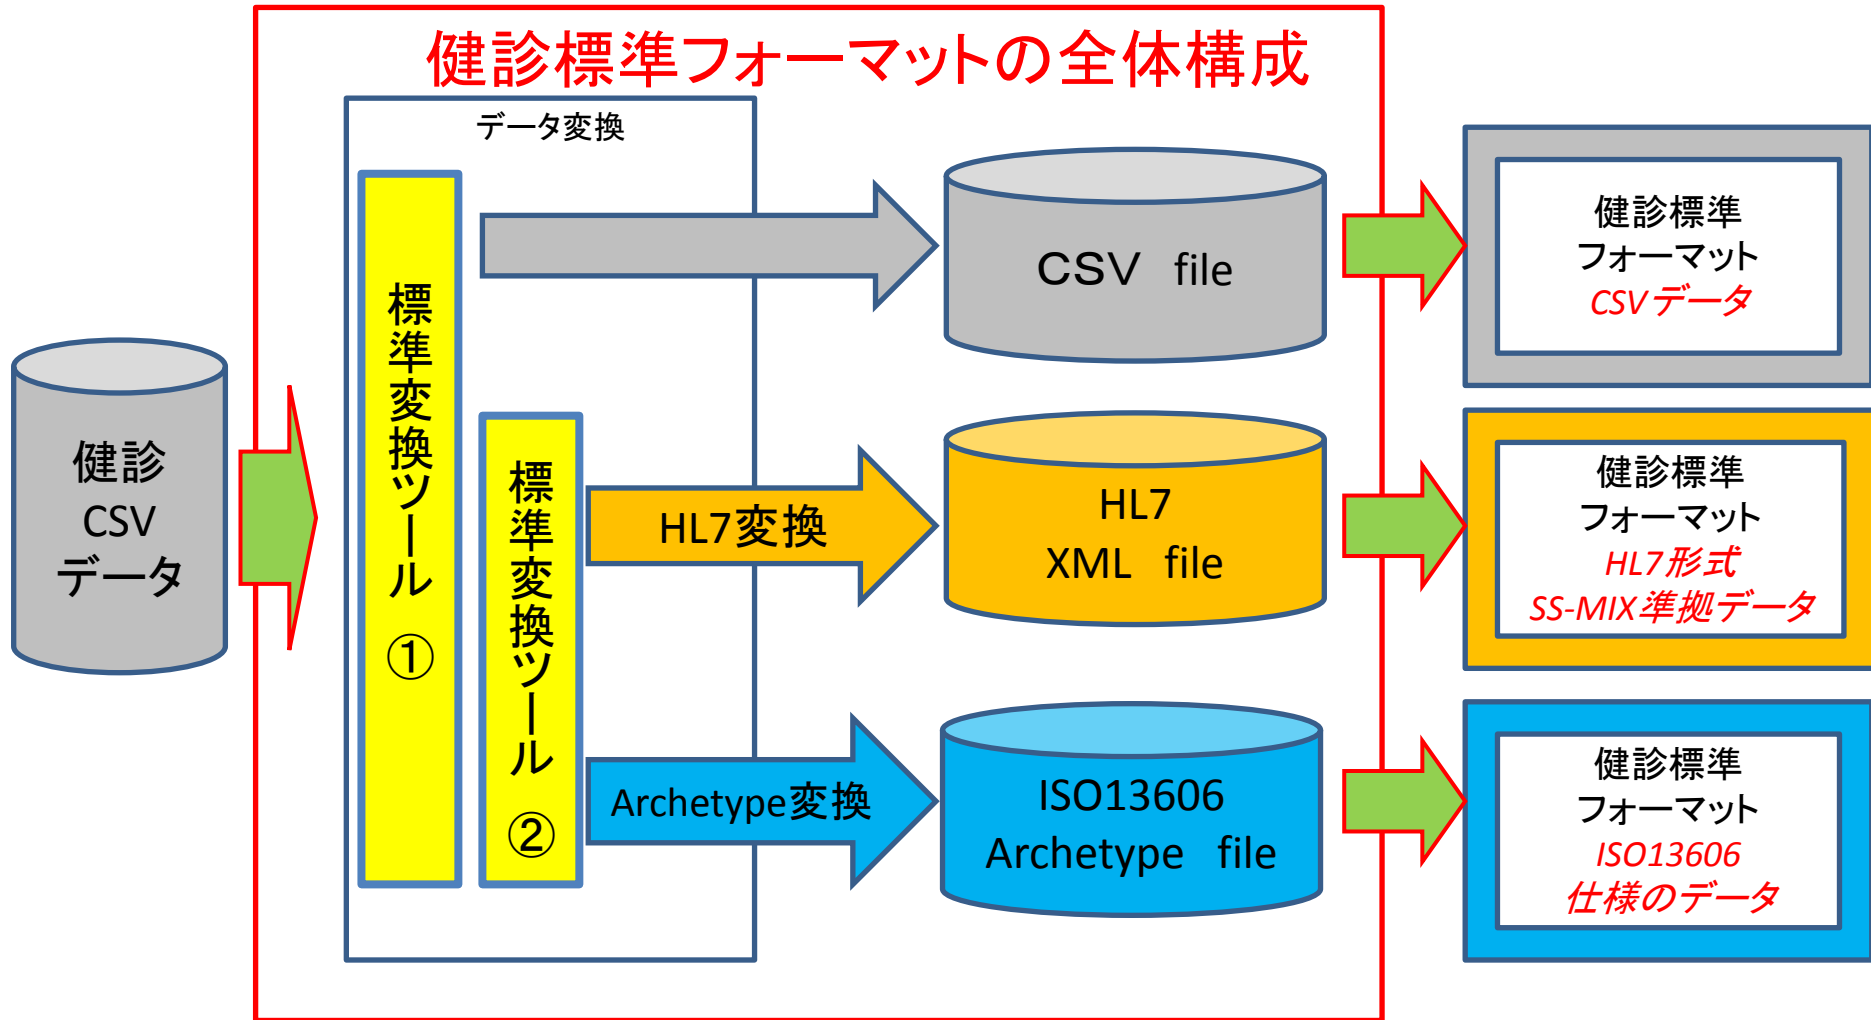 健診標準フォーマットの全体構成
データ変換
健診
CSV
データ
標準変換ツール ①
標準変換ツール ②
CSV file
HL7変換
HL7
XML file
Archetype変換
ISO13606
Archetype file
健診標準
フォーマット
CSVデータ
健診標準
フォーマット
HL7形式
SS-MIX準拠データ
健診標準
フォーマット
ISO13606
仕様のデータ